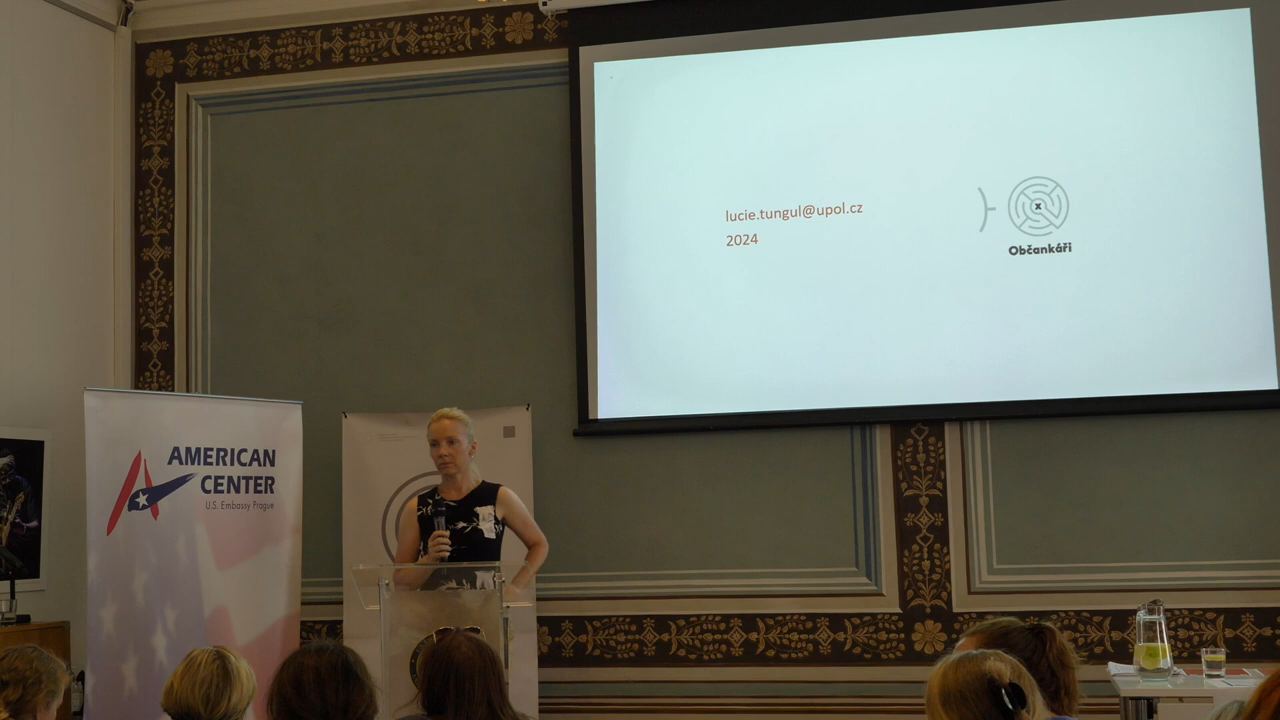 lucie.tungul@upol.cz
2024
x
Občankáři
AMERICAN
CENTER
U.S. Embassy Prague